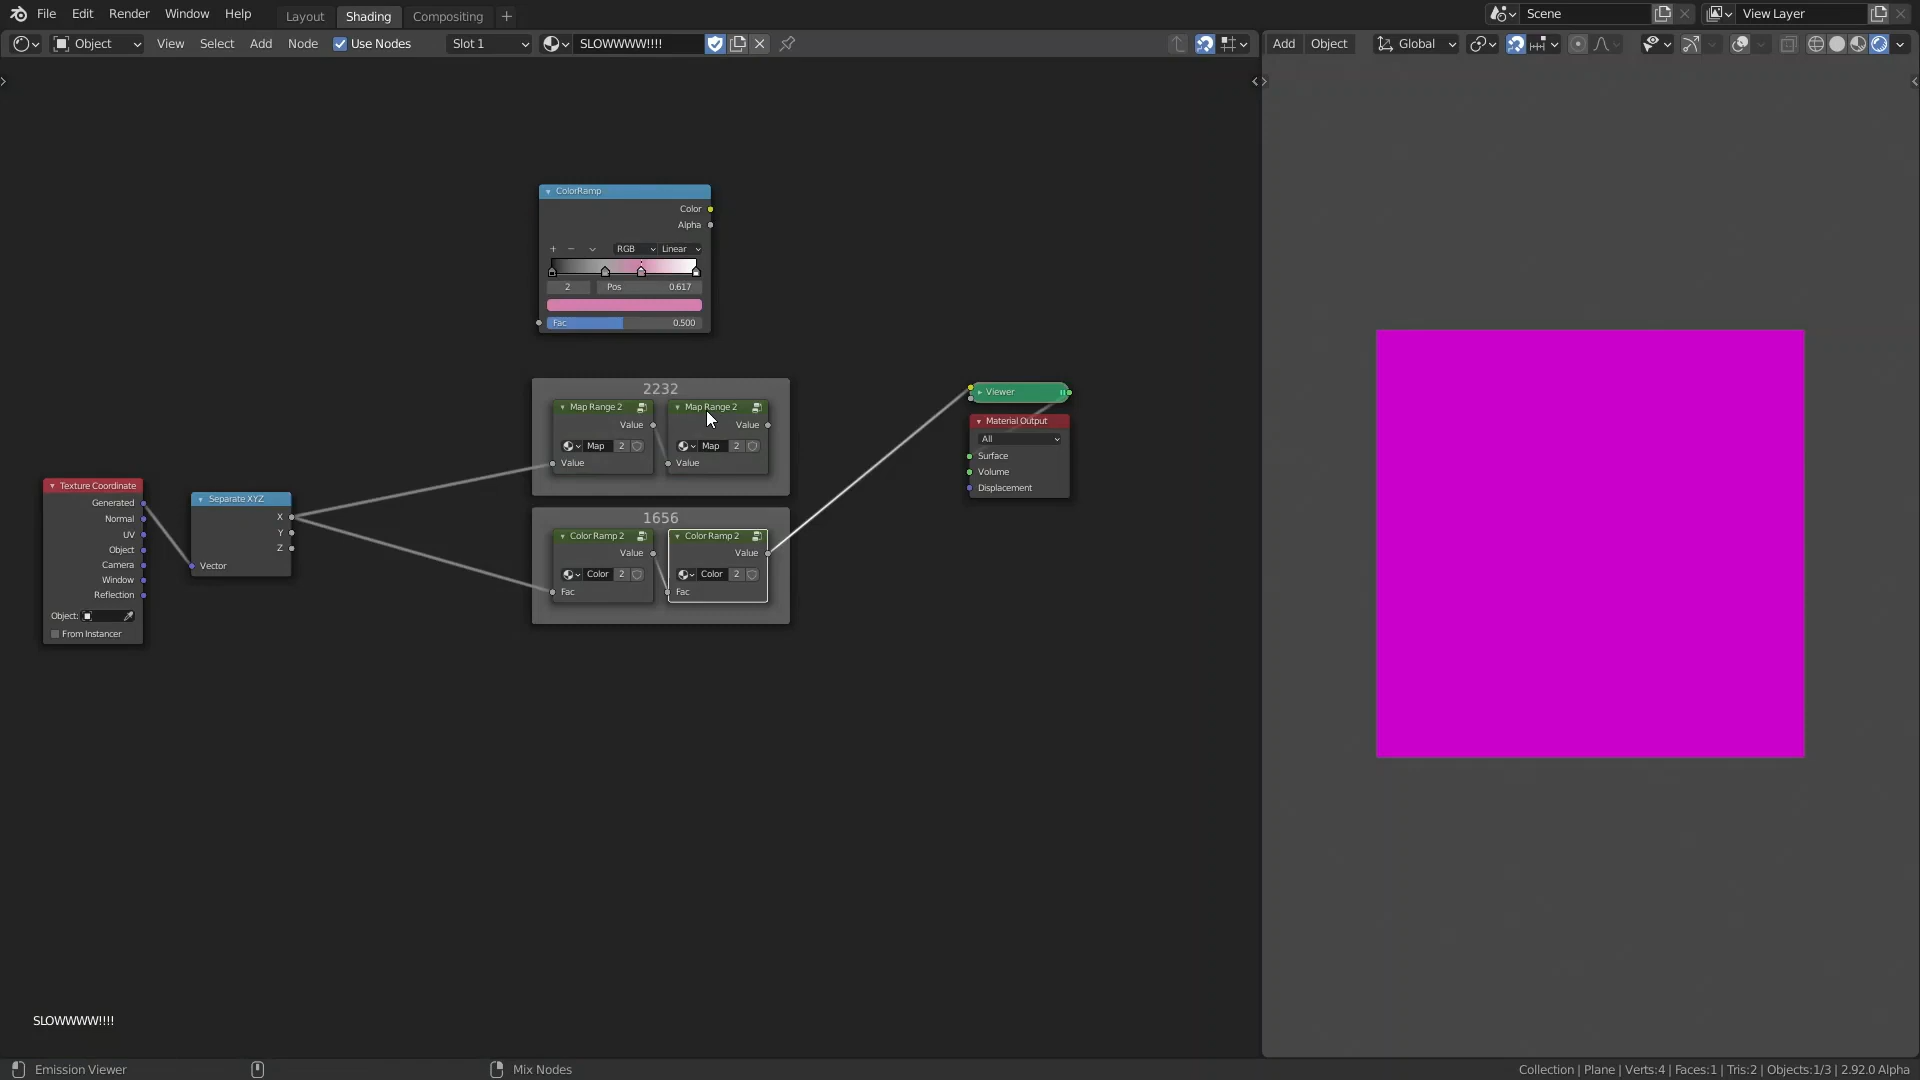 File Edit Render Window Help Layout Shading Compositing + Scene View Layer
Object View Select Add Node Use Nodes Slot 1 SLOWWWW!!!! Add Object Global
ColorRamp
Color
Alpha
+ − RGB Linear
2 Pos 0.617
Fac 0.500
2232
Map Range 2 Map Range 2
Value Value
Map 2 Map 2
Value Value
1656
Color Ramp 2 Color Ramp 2
Value Value
Color 2 Color 2
Fac Fac
Viewer
Material Output
All
Surface
Volume
Displacement
Texture Coordinate
Generated
Normal
UV
Object
Camera
Window
Reflection
Object:
From Instancer
Separate XYZ
X
Y
Z
Vector
SLOWWWW!!!!
Emission Viewer Mix Nodes Collection | Plane | Verts:4 | Faces:1 | Tris:2 | Objects:1/3 | 2.92.0 Alpha